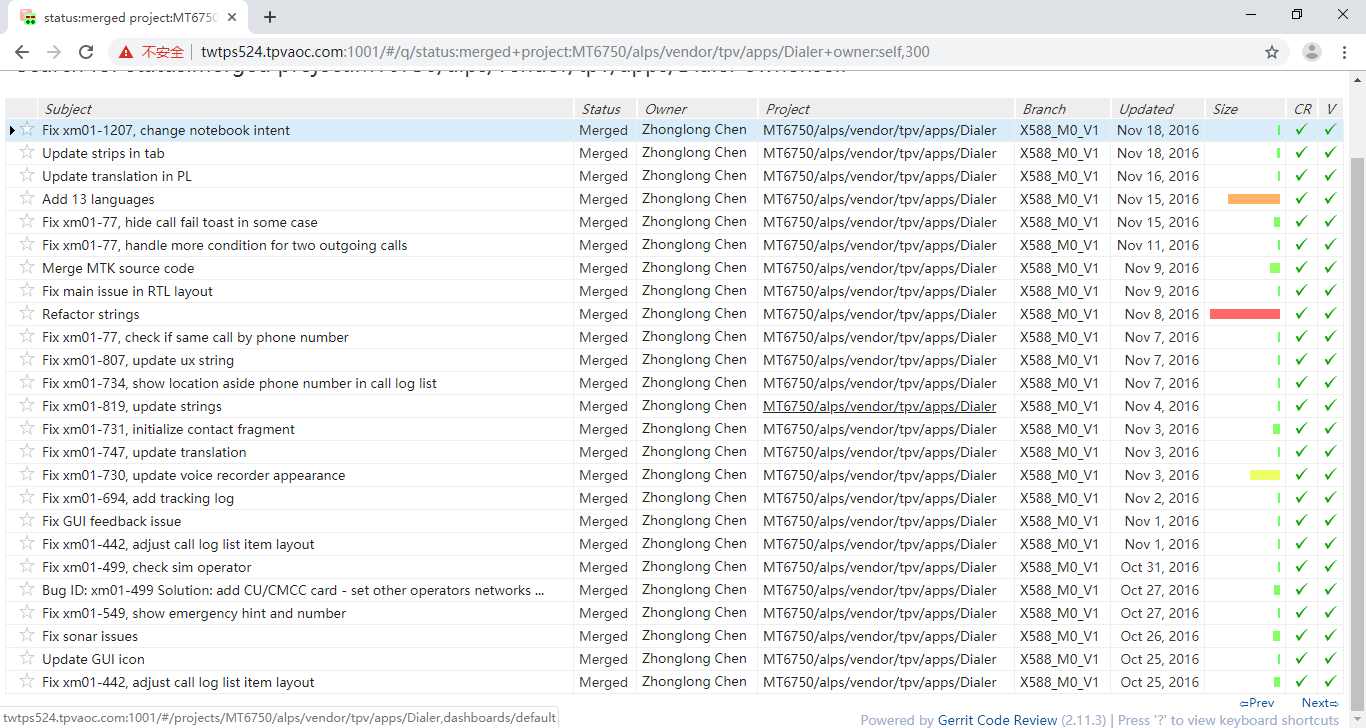 status:merged project:MT6750
不安全 twtps524.tpvaoc.com:1001/#/q/status:merged+project:MT6750/alps/vendor/tpv/apps/Dialer+owner:self,300
Search for status:merged project:MT6750/alps/vendor/tpv/apps/Dialer owner:self
Subject Status Owner Project Branch Updated Size CR V
Fix xm01-1207, change notebook intent Merged Zhonglong Chen MT6750/alps/vendor/tpv/apps/Dialer X588_M0_V1 Nov 18, 2016
Update strips in tab Merged Zhonglong Chen MT6750/alps/vendor/tpv/apps/Dialer X588_M0_V1 Nov 18, 2016
Update translation in PL Merged Zhonglong Chen MT6750/alps/vendor/tpv/apps/Dialer X588_M0_V1 Nov 16, 2016
Add 13 languages Merged Zhonglong Chen MT6750/alps/vendor/tpv/apps/Dialer X588_M0_V1 Nov 15, 2016
Fix xm01-77, hide call fail toast in some case Merged Zhonglong Chen MT6750/alps/vendor/tpv/apps/Dialer X588_M0_V1 Nov 15, 2016
Fix xm01-77, handle more condition for two outgoing calls Merged Zhonglong Chen MT6750/alps/vendor/tpv/apps/Dialer X588_M0_V1 Nov 11, 2016
Merge MTK source code Merged Zhonglong Chen MT6750/alps/vendor/tpv/apps/Dialer X588_M0_V1 Nov 9, 2016
Fix main issue in RTL layout Merged Zhonglong Chen MT6750/alps/vendor/tpv/apps/Dialer X588_M0_V1 Nov 9, 2016
Refactor strings Merged Zhonglong Chen MT6750/alps/vendor/tpv/apps/Dialer X588_M0_V1 Nov 8, 2016
Fix xm01-77, check if same call by phone number Merged Zhonglong Chen MT6750/alps/vendor/tpv/apps/Dialer X588_M0_V1 Nov 7, 2016
Fix xm01-807, update ux string Merged Zhonglong Chen MT6750/alps/vendor/tpv/apps/Dialer X588_M0_V1 Nov 7, 2016
Fix xm01-734, show location aside phone number in call log list Merged Zhonglong Chen MT6750/alps/vendor/tpv/apps/Dialer X588_M0_V1 Nov 7, 2016
Fix xm01-819, update strings Merged Zhonglong Chen MT6750/alps/vendor/tpv/apps/Dialer X588_M0_V1 Nov 4, 2016
Fix xm01-731, initialize contact fragment Merged Zhonglong Chen MT6750/alps/vendor/tpv/apps/Dialer X588_M0_V1 Nov 3, 2016
Fix xm01-747, update translation Merged Zhonglong Chen MT6750/alps/vendor/tpv/apps/Dialer X588_M0_V1 Nov 3, 2016
Fix xm01-730, update voice recorder appearance Merged Zhonglong Chen MT6750/alps/vendor/tpv/apps/Dialer X588_M0_V1 Nov 3, 2016
Fix xm01-694, add tracking log Merged Zhonglong Chen MT6750/alps/vendor/tpv/apps/Dialer X588_M0_V1 Nov 2, 2016
Fix GUI feedback issue Merged Zhonglong Chen MT6750/alps/vendor/tpv/apps/Dialer X588_M0_V1 Nov 1, 2016
Fix xm01-442, adjust call log list item layout Merged Zhonglong Chen MT6750/alps/vendor/tpv/apps/Dialer X588_M0_V1 Nov 1, 2016
Fix xm01-499, check sim operator Merged Zhonglong Chen MT6750/alps/vendor/tpv/apps/Dialer X588_M0_V1 Oct 31, 2016
Bug ID: xm01-499 Solution: add CU/CMCC card - set other operators networks ... Merged Zhonglong Chen MT6750/alps/vendor/tpv/apps/Dialer X588_M0_V1 Oct 27, 2016
Fix xm01-549, show emergency hint and number Merged Zhonglong Chen MT6750/alps/vendor/tpv/apps/Dialer X588_M0_V1 Oct 27, 2016
Fix sonar issues Merged Zhonglong Chen MT6750/alps/vendor/tpv/apps/Dialer X588_M0_V1 Oct 26, 2016
Update GUI icon Merged Zhonglong Chen MT6750/alps/vendor/tpv/apps/Dialer X588_M0_V1 Oct 25, 2016
Fix xm01-442, adjust call log list item layout Merged Zhonglong Chen MT6750/alps/vendor/tpv/apps/Dialer X588_M0_V1 Oct 25, 2016
⇦Prev Next⇨
twtps524.tpvaoc.com:1001/#/projects/MT6750/alps/vendor/tpv/apps/Dialer,dashboards/default
Powered by Gerrit Code Review (2.11.3) | Press '?' to view keyboard shortcuts